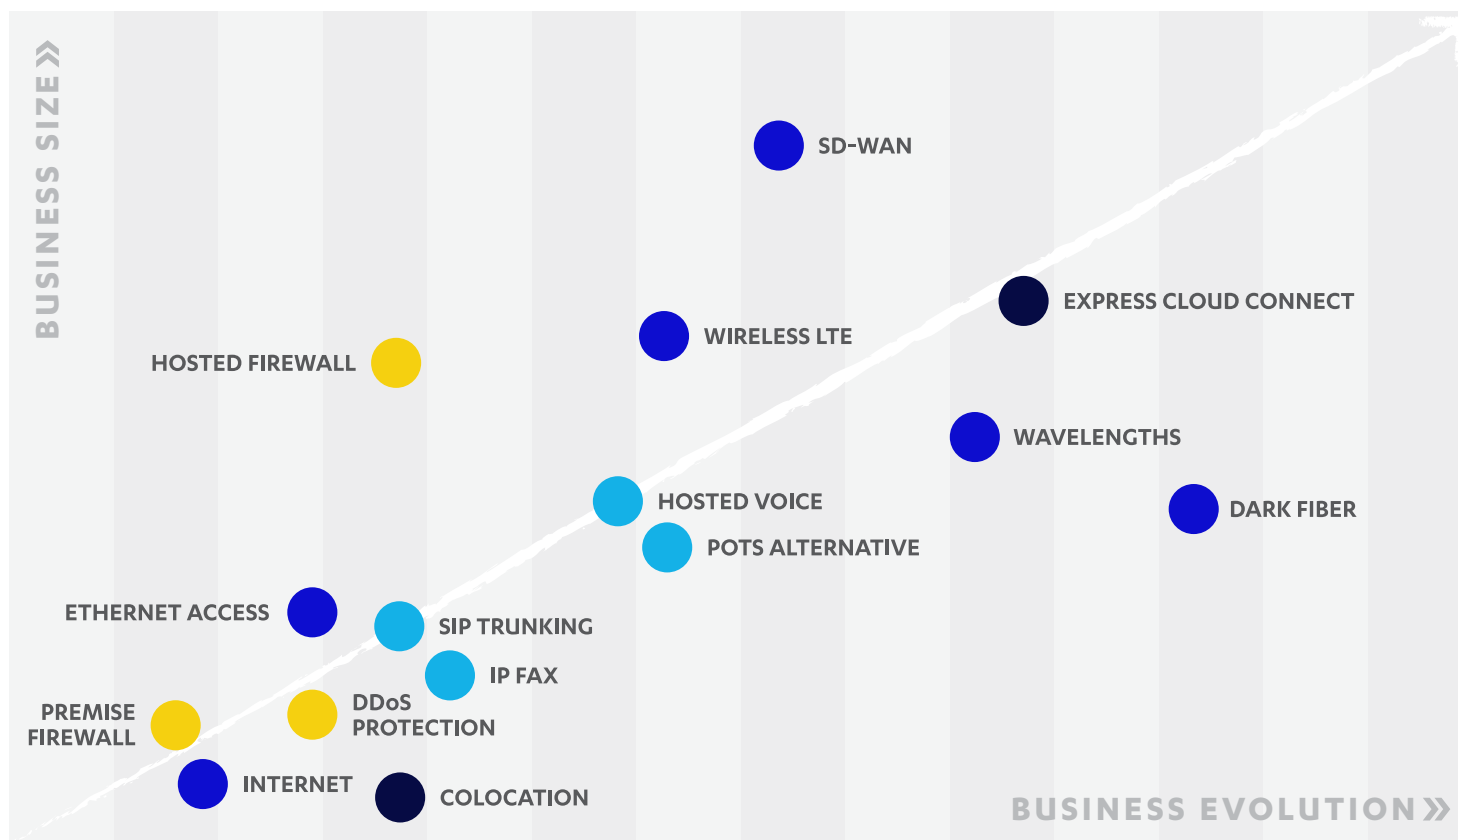 BUSINESS SIZE »
SD-WAN
EXPRESS CLOUD CONNECT
WIRELESS LTE
HOSTED FIREWALL
WAVELENGTHS
HOSTED VOICE
DARK FIBER
POTS ALTERNATIVE
ETHERNET ACCESS
SIP TRUNKING
IP FAX
DDoS
PROTECTION
PREMISE
FIREWALL
INTERNET
COLOCATION
BUSINESS EVOLUTION »